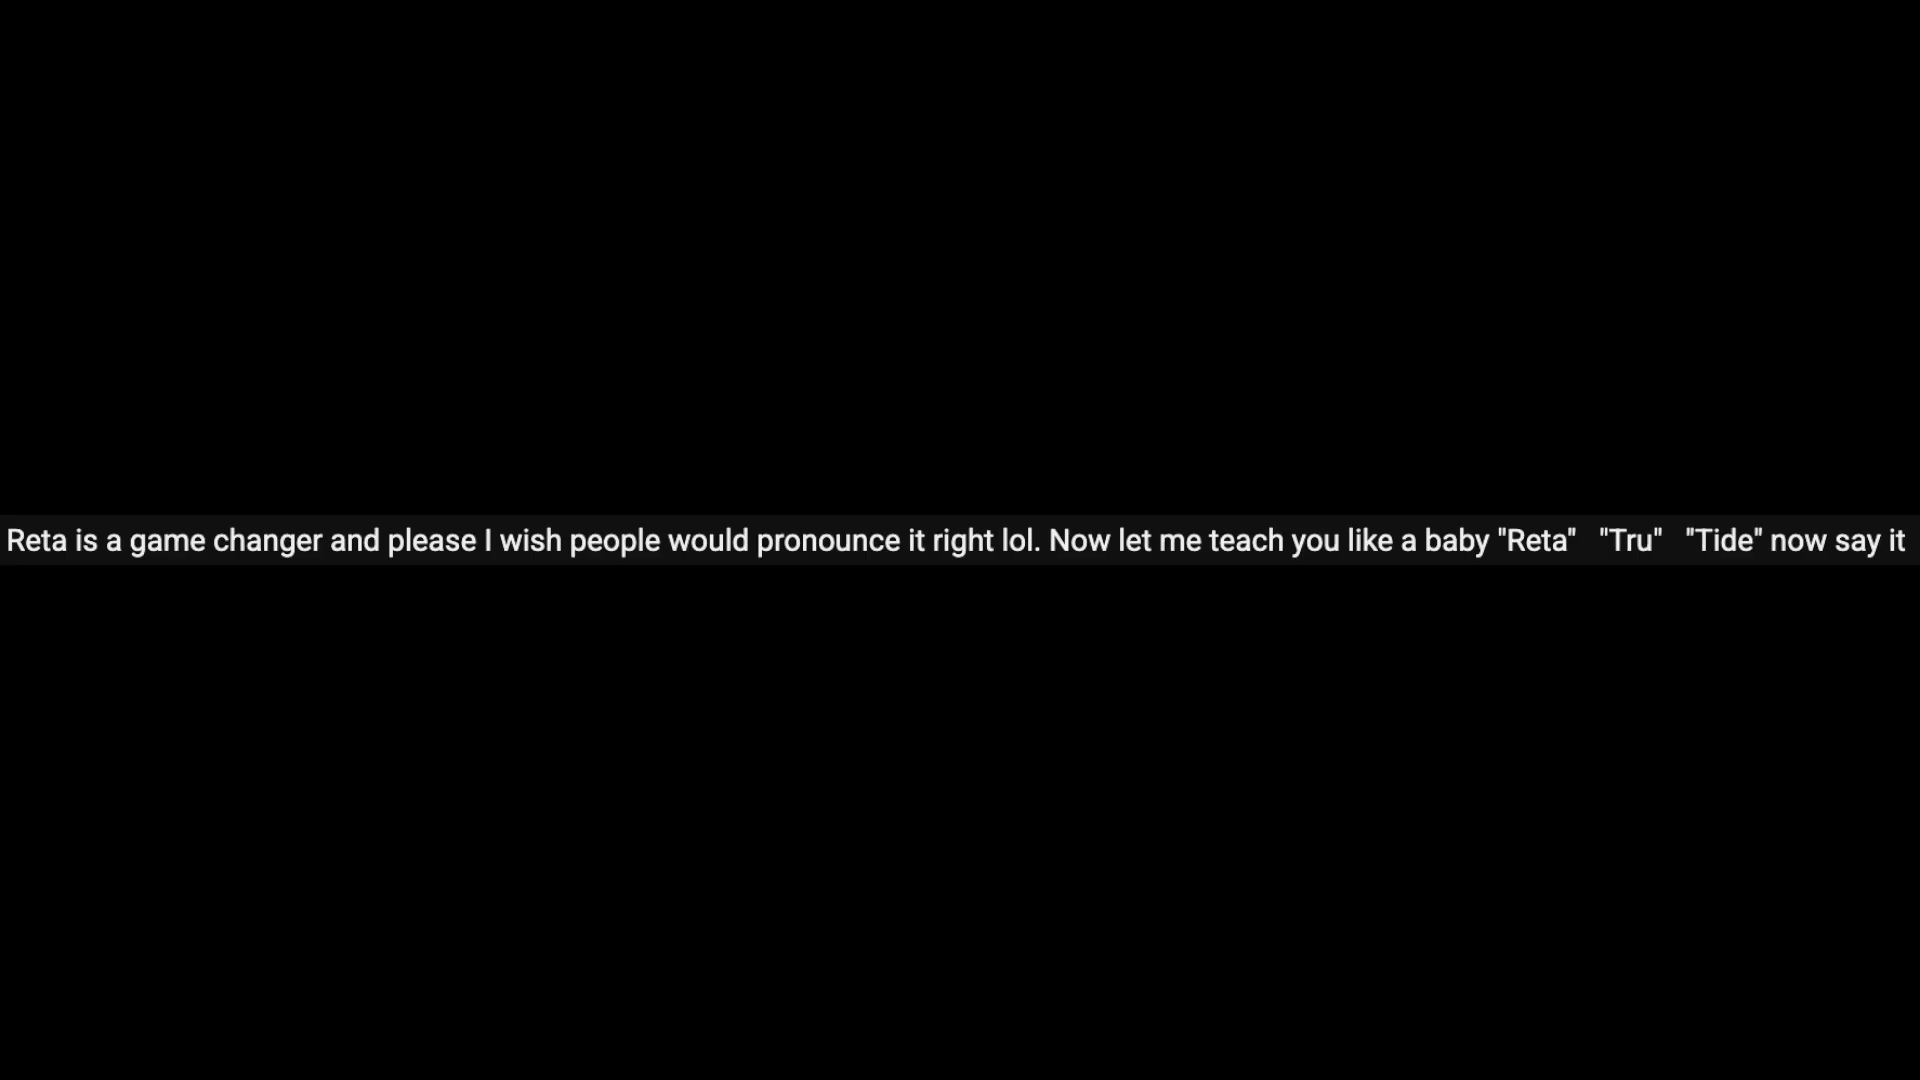 Reta is a game changer and please I wish people would pronounce it right lol. Now let me teach you like a baby "Reta"   "Tru"   "Tide" now say it